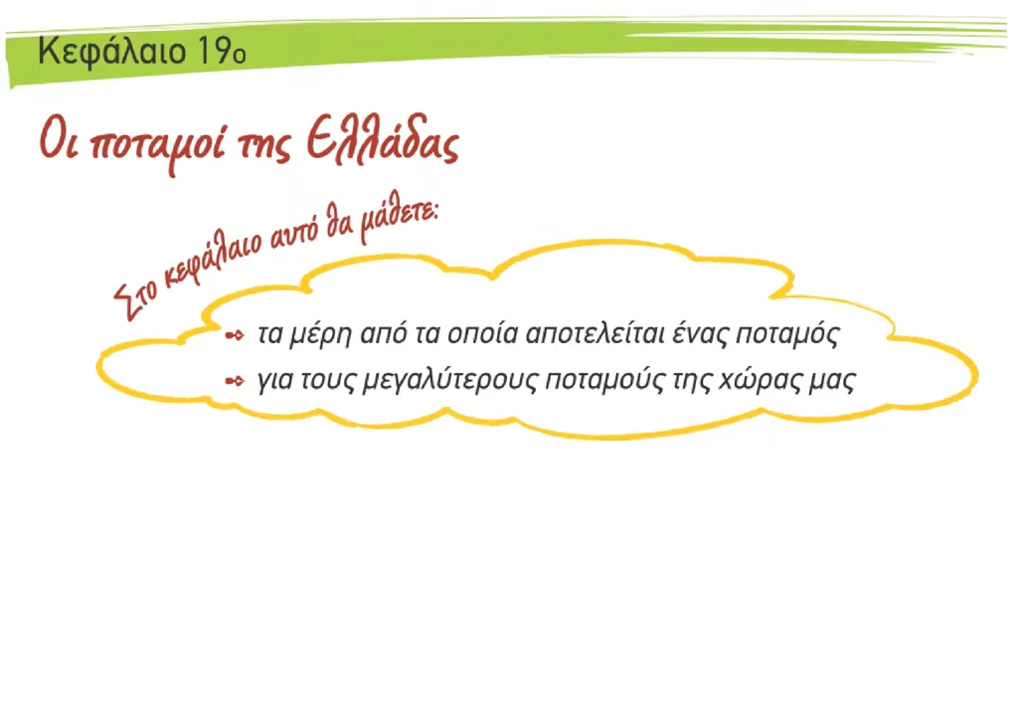 Κεφάλαιο 19ο
Οι ποταμοί της Ελλάδας
Στο κεφάλαιο αυτό θα μάθετε:
τα μέρη από τα οποία αποτελείται ένας ποταμός
για τους μεγαλύτερους ποταμούς της χώρας μας